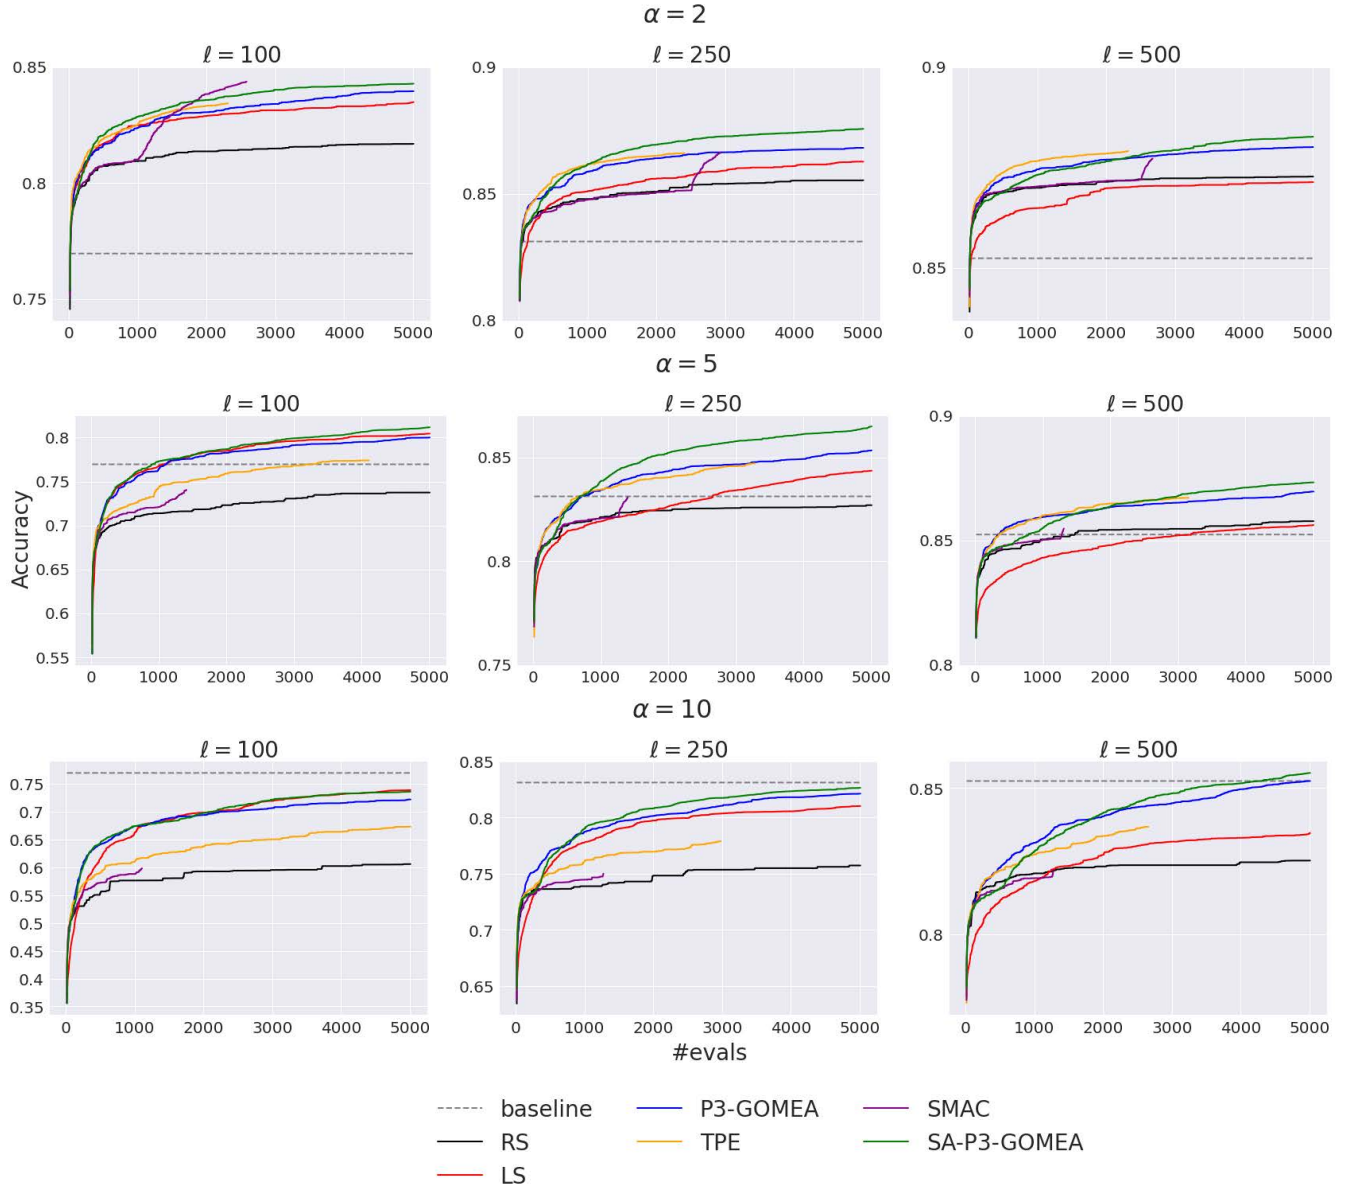 α = 2
ℓ = 100
ℓ = 250
ℓ = 500
0.85
0.8
0.75
0 1000 2000 3000 4000 5000
0.9
0.85
0.8
0 1000 2000 3000 4000 5000
0.9
0.85
0 1000 2000 3000 4000 5000
α = 5
ℓ = 100
ℓ = 250
ℓ = 500
Accuracy
0.8
0.75
0.7
0.65
0.6
0.55
0 1000 2000 3000 4000 5000
0.85
0.8
0.75
0 1000 2000 3000 4000 5000
0.9
0.85
0.8
0 1000 2000 3000 4000 5000
α = 10
ℓ = 100
ℓ = 250
ℓ = 500
0.75
0.7
0.65
0.6
0.55
0.5
0.45
0.4
0.35
0 1000 2000 3000 4000 5000
0.85
0.8
0.75
0.7
0.65
0 1000 2000 3000 4000 5000
0.85
0.8
0 1000 2000 3000 4000 5000
#evals
baseline
RS
LS
P3-GOMEA
TPE
SMAC
SA-P3-GOMEA